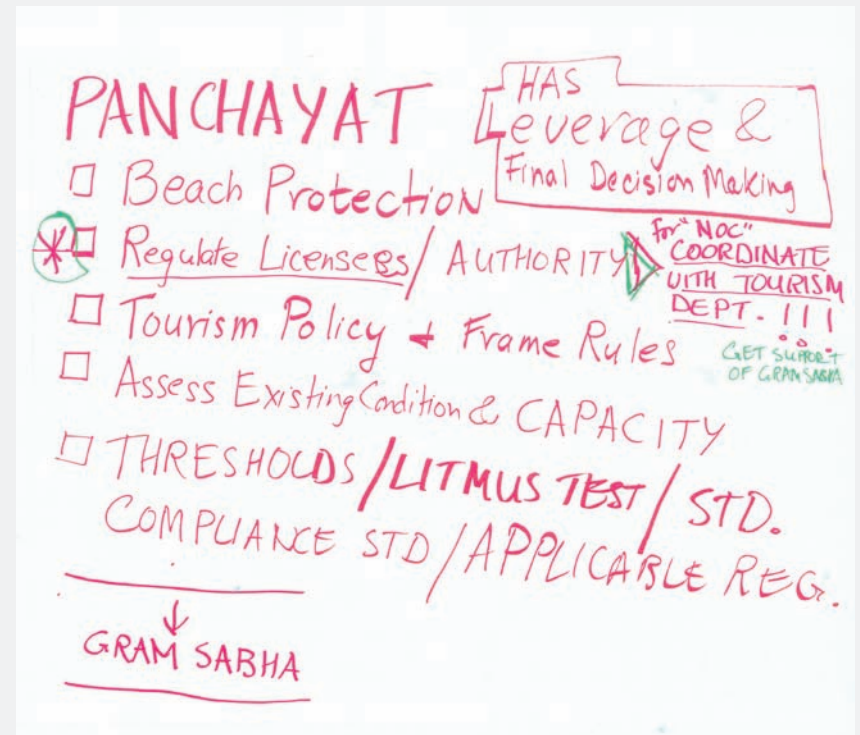 PANCHAYAT
HAS
Leverage &
Final Decision Making
Beach Protection
Regulate Licensees / AUTHORITY
for "NOC"
COORDINATE
WITH TOURISM
DEPT. !!!
GET SUPPORT
OF GRAM SABHA
Tourism Policy + Frame Rules
Assess Existing Condition & CAPACITY
THRESHOLDS / LITMUS TEST / STD.
COMPLIANCE STD / APPLICABLE REG.
↓
GRAM SABHA